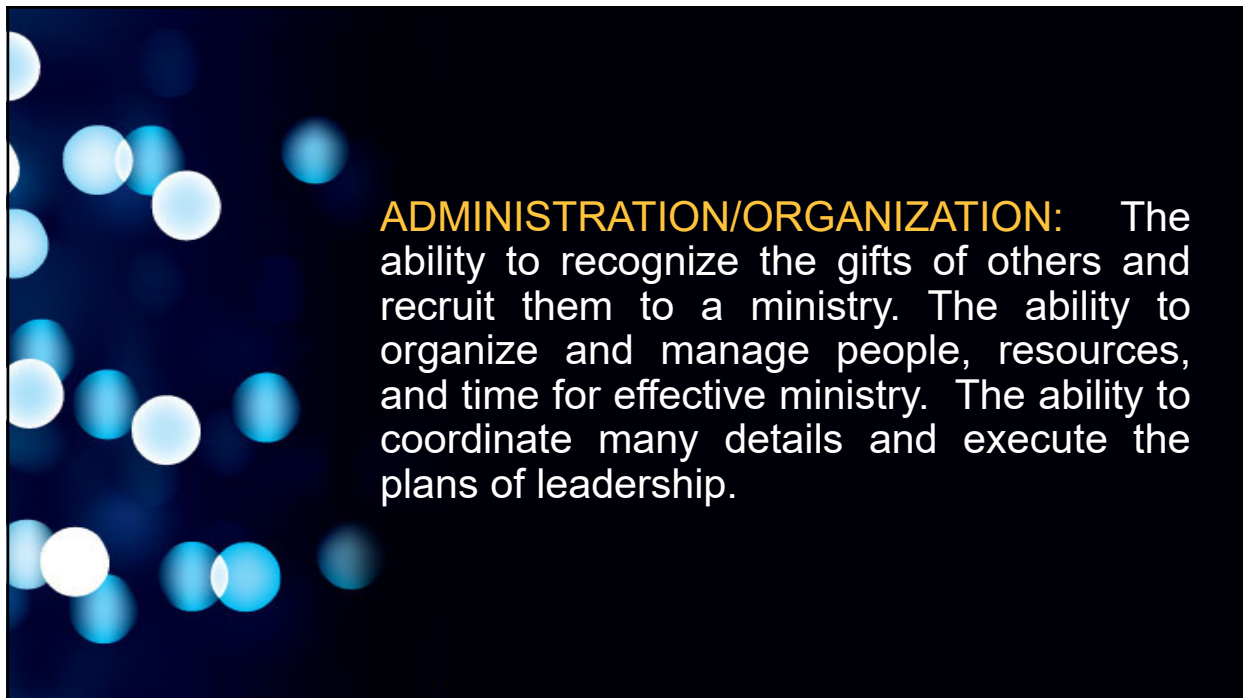 ADMINISTRATION/ORGANIZATION: The
ability to recognize the gifts of others and
recruit them to a ministry. The ability to
organize and manage people, resources,
and time for effective ministry.  The ability to
coordinate many details and execute the
plans of leadership.